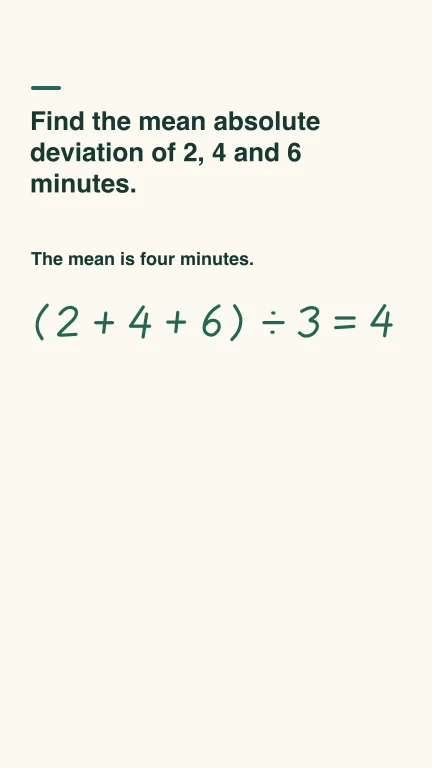 Find the mean absolute
deviation of 2, 4 and 6
minutes.
The mean is four minutes.
(2 + 4 + 6) ÷ 3 = 4